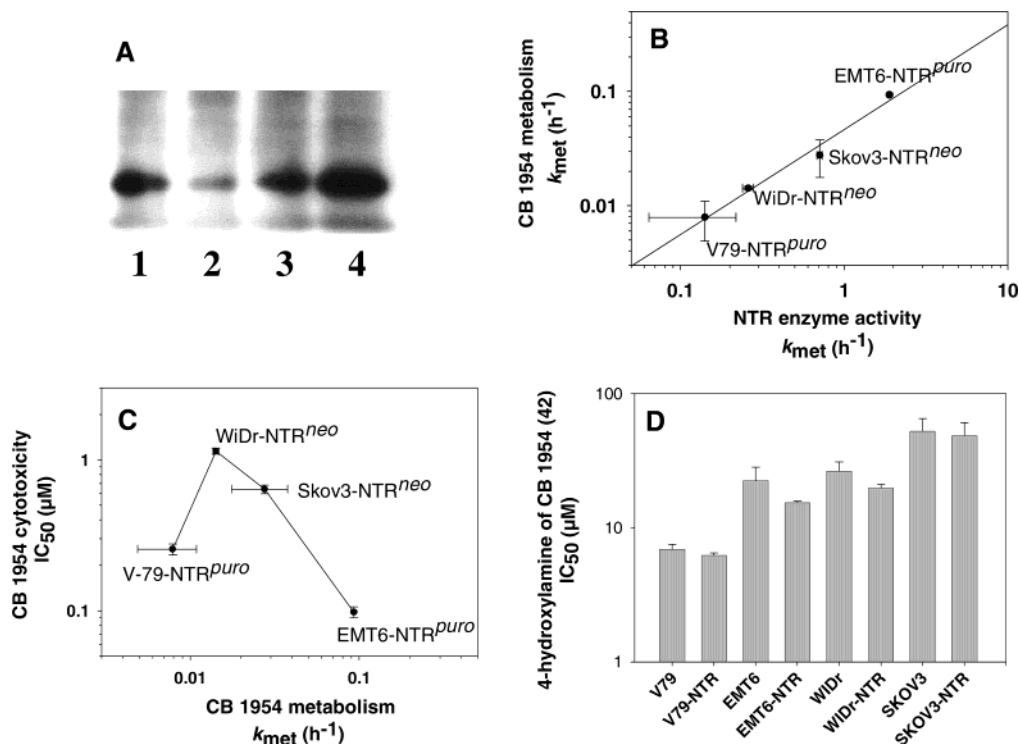 A
1 2 3 4
B
CB 1954 metabolism
kmet (h-1)
0.1
0.01
EMT6-NTRpuro
Skov3-NTRneo
WiDr-NTRneo
V79-NTRpuro
0.1 1 10
NTR enzyme activity
kmet (h-1)
C
CB 1954 cytotoxicity
IC50 (µM)
1
0.1
WiDr-NTRneo
Skov3-NTRneo
V-79-NTRpuro
EMT6-NTRpuro
0.01 0.1
CB 1954 metabolism
kmet (h-1)
D
4-hydroxylamine of CB 1954 (42)
IC50 (µM)
100
10
1
V79
V79-NTR
EMT6
EMT6-NTR
WIDr
WIDr-NTR
SKOV3
SKOV3-NTR